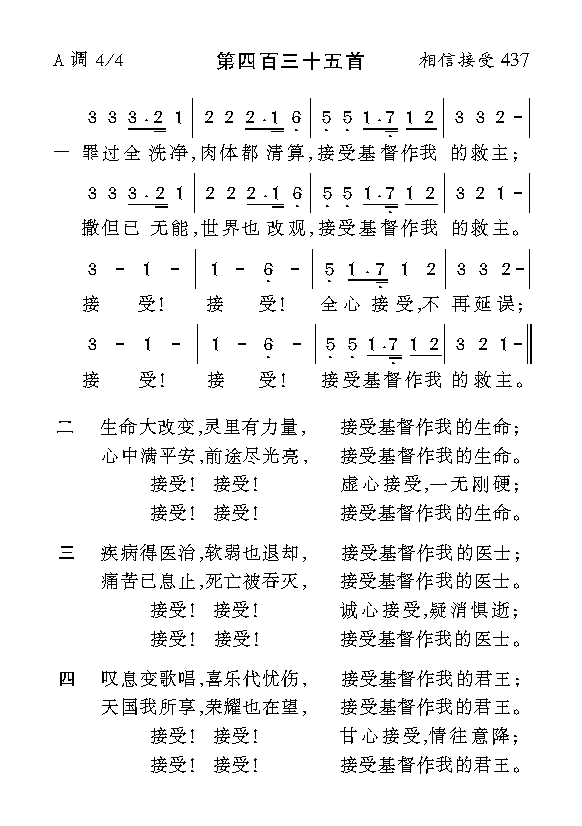 A 调 4/4 第四百三十五首 相信接受 437
3 3 3·2 1 | 2 2 2·1 6 | 5 5 1·7 1 2 | 3 3 2 - |
一 罪过全 洗净,肉体都 清算,接受基督作我 的救主;
3 3 3·2 1 | 2 2 2·1 6 | 5 5 1·7 1 2 | 3 2 1 - |
撒但已 无能,世界也 改观,接受基督作我 的救主。
3 - 1 - | 1 - 6 - | 5 1·7 1 2 | 3 3 2 - |
接 受! 接 受! 全心 接 受,不 再延误;
3 - 1 - | 1 - 6 - | 5 5 1·7 1 2 | 3 2 1 - ||
接 受! 接 受! 接受基督作我 的救主。
二 生命大改变,灵里有力量, 接受基督作我的生命;
心中满平安,前途尽光亮, 接受基督作我的生命。
接受! 接受! 虚心接受,一无刚硬;
接受! 接受! 接受基督作我的生命。
三 疾病得医治,软弱也退却, 接受基督作我的医士;
痛苦已息止,死亡被吞灭, 接受基督作我的医士。
接受! 接受! 诚心接受,疑消惧逝;
接受! 接受! 接受基督作我的医士。
四 叹息变歌唱,喜乐代忧伤, 接受基督作我的君王;
天国我所享,荣耀也在望, 接受基督作我的君王。
接受! 接受! 甘心接受,情往意降;
接受! 接受! 接受基督作我的君王。